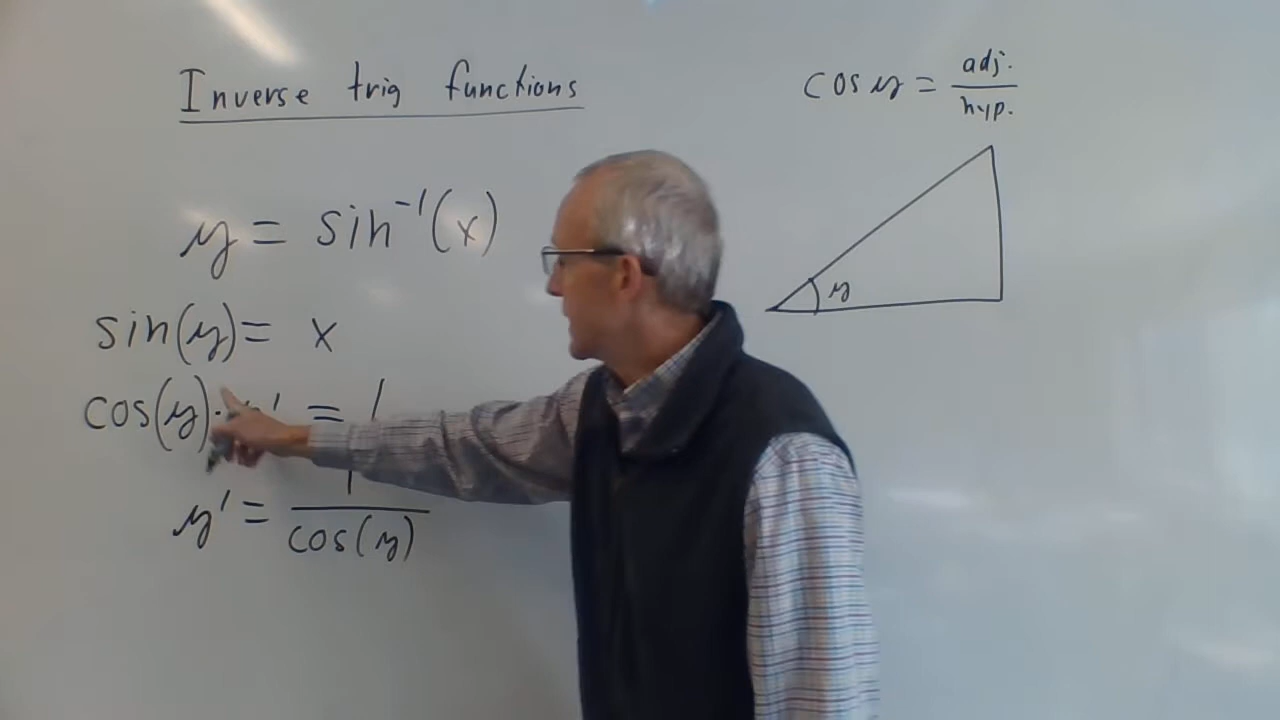 Inverse trig functions
y = sin⁻¹(x)
sin(y) = x
cos(y) · y' = 1
y' = 1/cos(y)
cos y = adj./hyp.
y